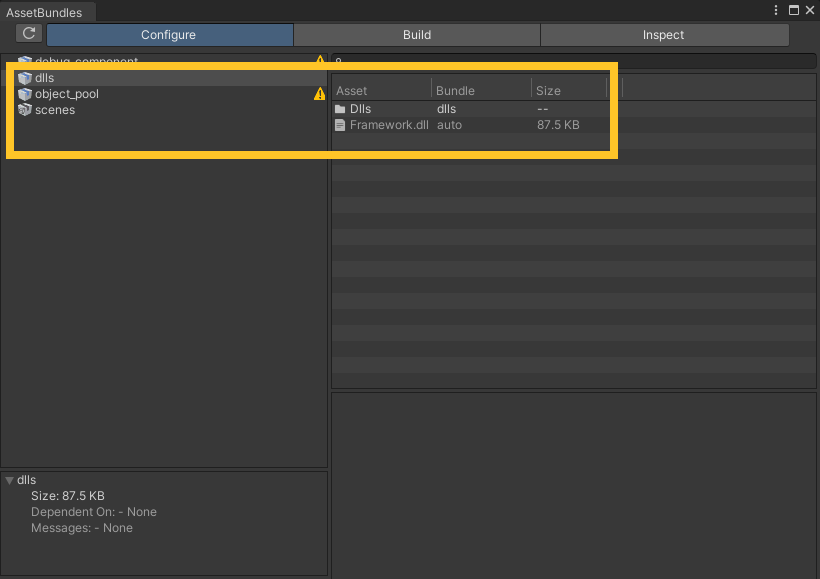 AssetBundles
Configure Build Inspect
debug_component
dlls
object_pool
scenes
Asset Bundle Size
Dlls dlls --
Framework.dll auto 87.5 KB
dlls
Size: 87.5 KB
Dependent On: - None
Messages: - None